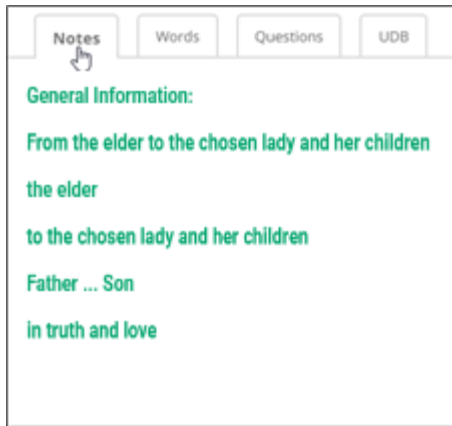 Notes Words Questions UDB
General Information:
From the elder to the chosen lady and her children
the elder
to the chosen lady and her children
Father ... Son
in truth and love